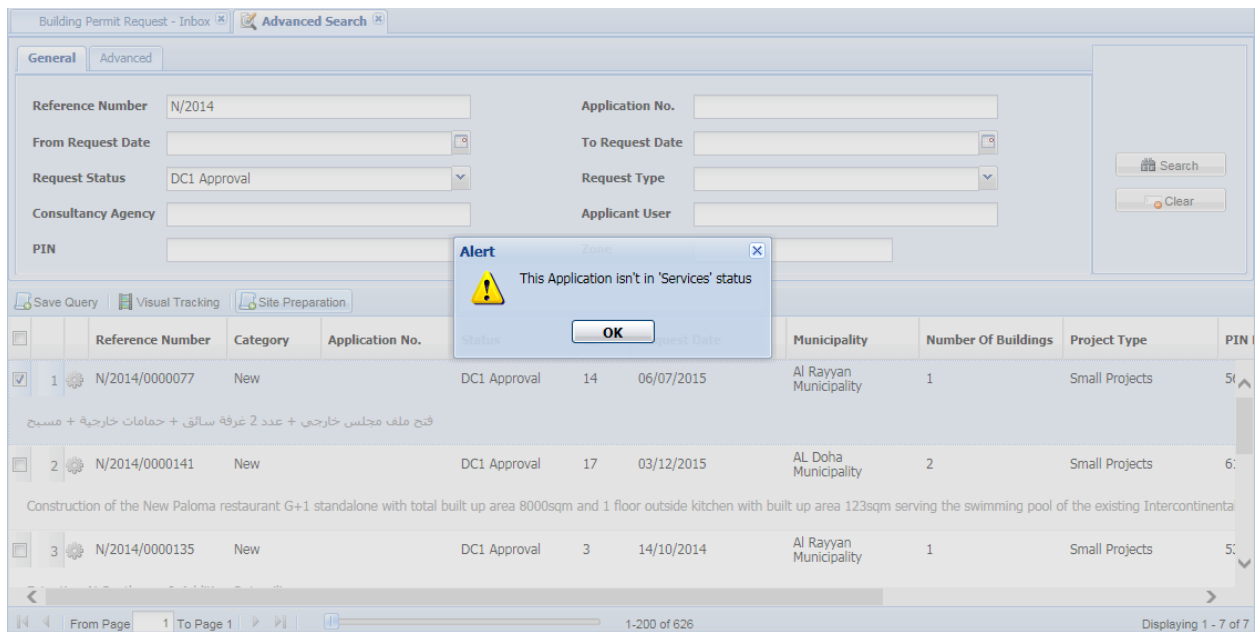 Building Permit Request - Inbox Advanced Search
General Advanced
Reference Number N/2014 Application No.
From Request Date To Request Date
Request Status DC1 Approval Request Type
Search
Consultancy Agency Applicant User
Clear
PIN Zone
Alert
This Application isn't in 'Services' status
OK
Save Query Visual Tracking Site Preparation
Reference Number Category Application No. Status Request Date Municipality Number Of Buildings Project Type PIN
1 N/2014/0000077 New DC1 Approval 14 06/07/2015 Al Rayyan Municipality 1 Small Projects
فتح ملف مجلس خارجي + عدد 2 غرفة سائق + حمامات خارجية + مسبح
2 N/2014/0000141 New DC1 Approval 17 03/12/2015 AL Doha Municipality 2 Small Projects
Construction of the New Paloma restaurant G+1 standalone with total built up area 8000sqm and 1 floor outside kitchen with built up area 123sqm serving the swimming pool of the existing Intercontinenta
3 N/2014/0000135 New DC1 Approval 3 14/10/2014 Al Rayyan Municipality 1 Small Projects
From Page 1 To Page 1 1-200 of 626 Displaying 1 - 7 of 7